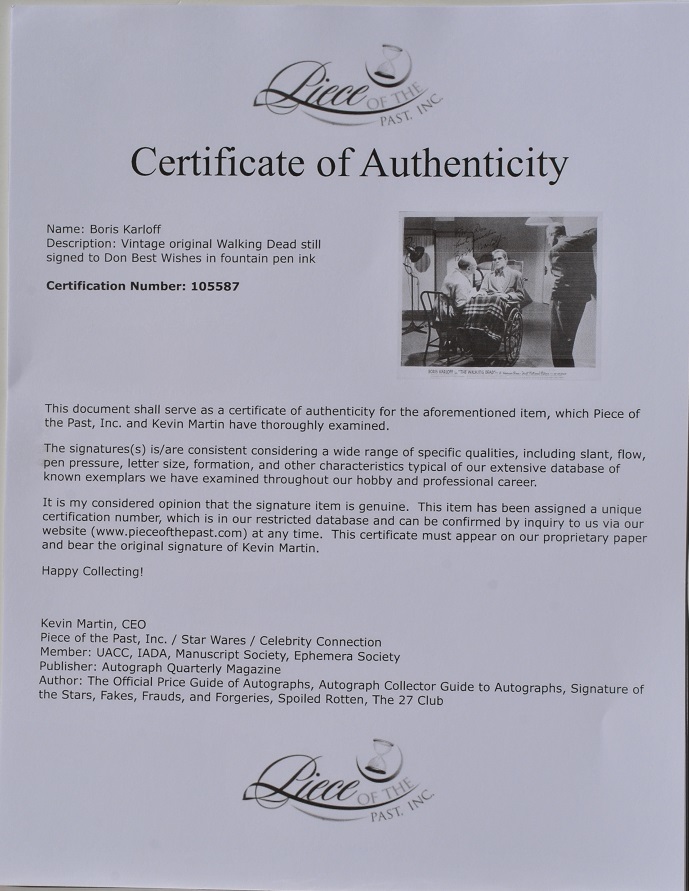 Piece OF THE
PAST, INC.
Certificate of Authenticity
Name: Boris Karloff
Description: Vintage original Walking Dead still
signed to Don Best Wishes in fountain pen ink
Certification Number: 105587
This document shall serve as a certificate of authenticity for the aforementioned item, which Piece of
the Past, Inc. and Kevin Martin have thoroughly examined.
The signatures(s) is/are consistent considering a wide range of specific qualities, including slant, flow,
pen pressure, letter size, formation, and other characteristics typical of our extensive database of
known exemplars we have examined throughout our hobby and professional career.
It is my considered opinion that the signature item is genuine.  This item has been assigned a unique
certification number, which is in our restricted database and can be confirmed by inquiry to us via our
website (www.pieceofthepast.com) at any time.  This certificate must appear on our proprietary paper
and bear the original signature of Kevin Martin.
Happy Collecting!
Kevin Martin, CEO
Piece of the Past, Inc. / Star Wares / Celebrity Connection
Member: UACC, IADA, Manuscript Society, Ephemera Society
Publisher: Autograph Quarterly Magazine
Author: The Official Price Guide of Autographs, Autograph Collector Guide to Autographs, Signature of
the Stars, Fakes, Frauds, and Forgeries, Spoiled Rotten, The 27 Club
Piece OF THE
PAST, INC.